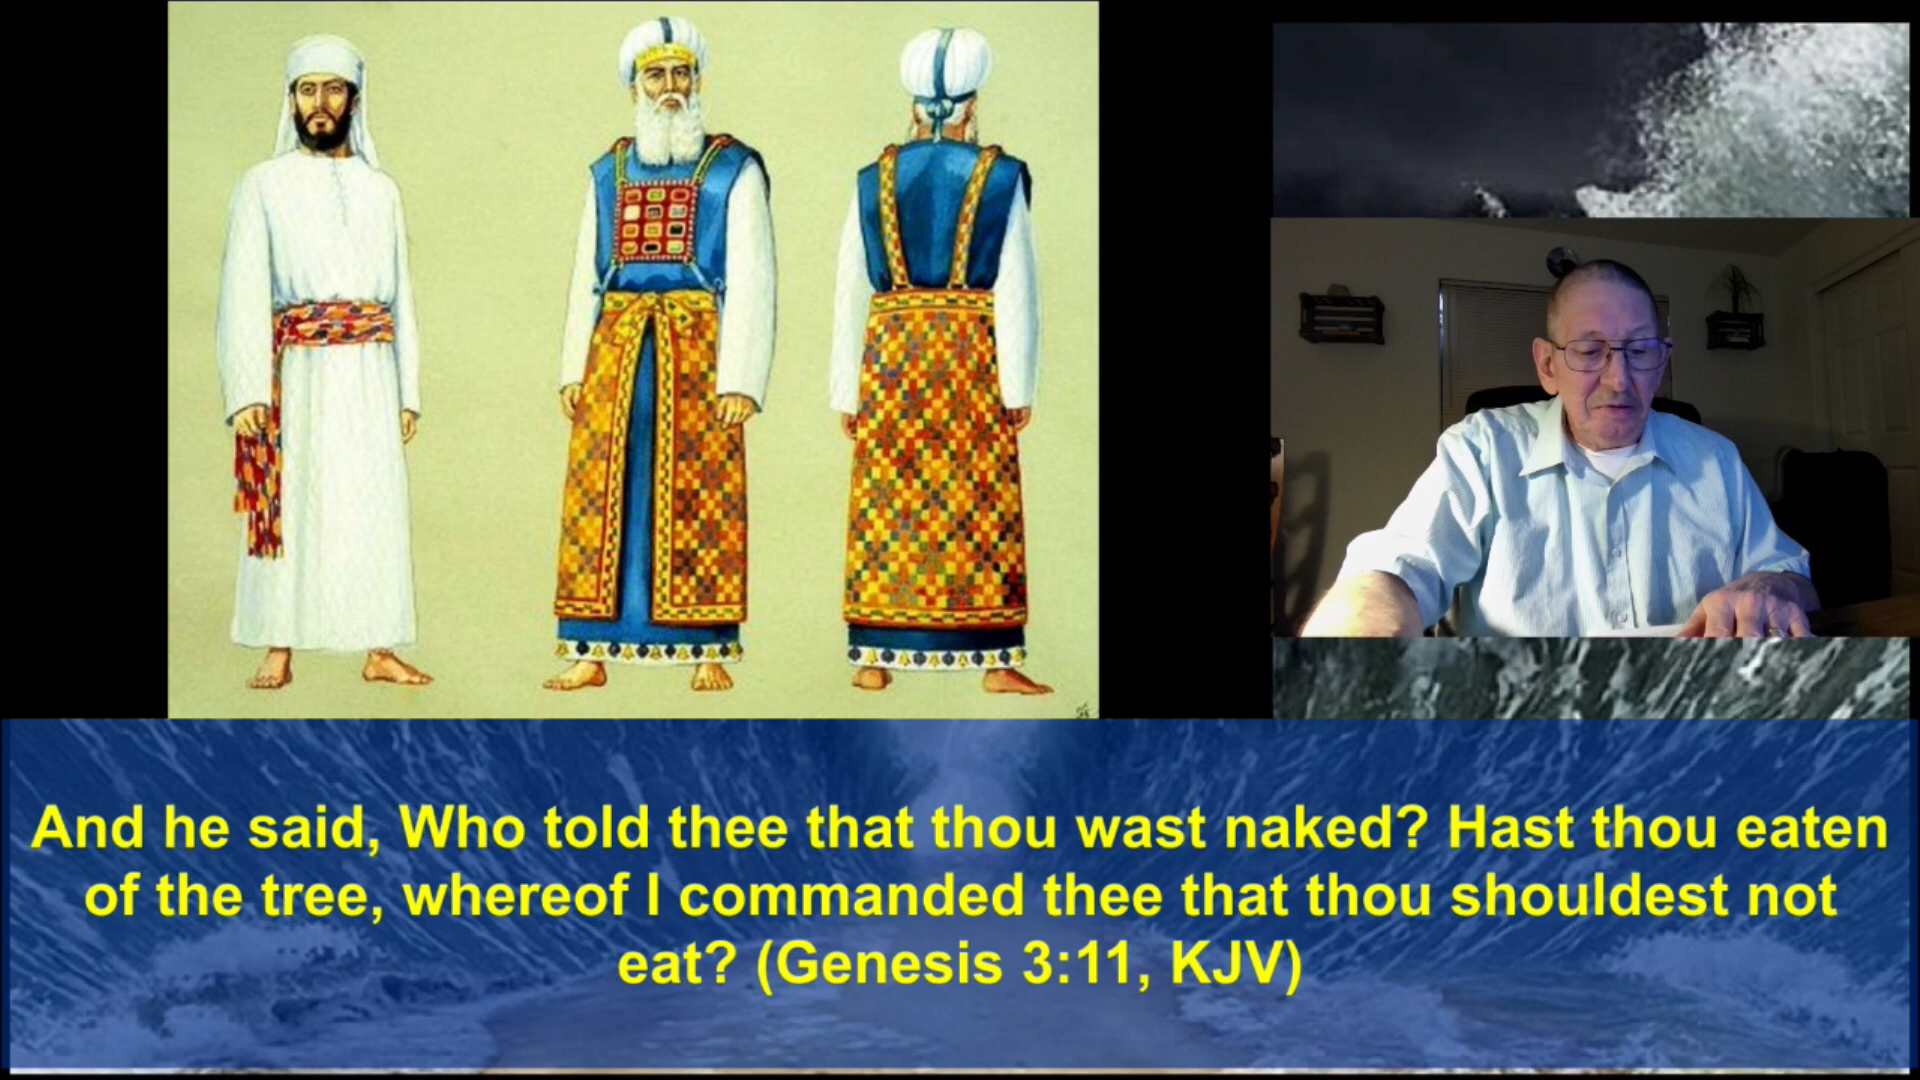 And he said, Who told thee that thou wast naked? Hast thou eaten
of the tree, whereof I commanded thee that thou shouldest not
eat? (Genesis 3:11, KJV)